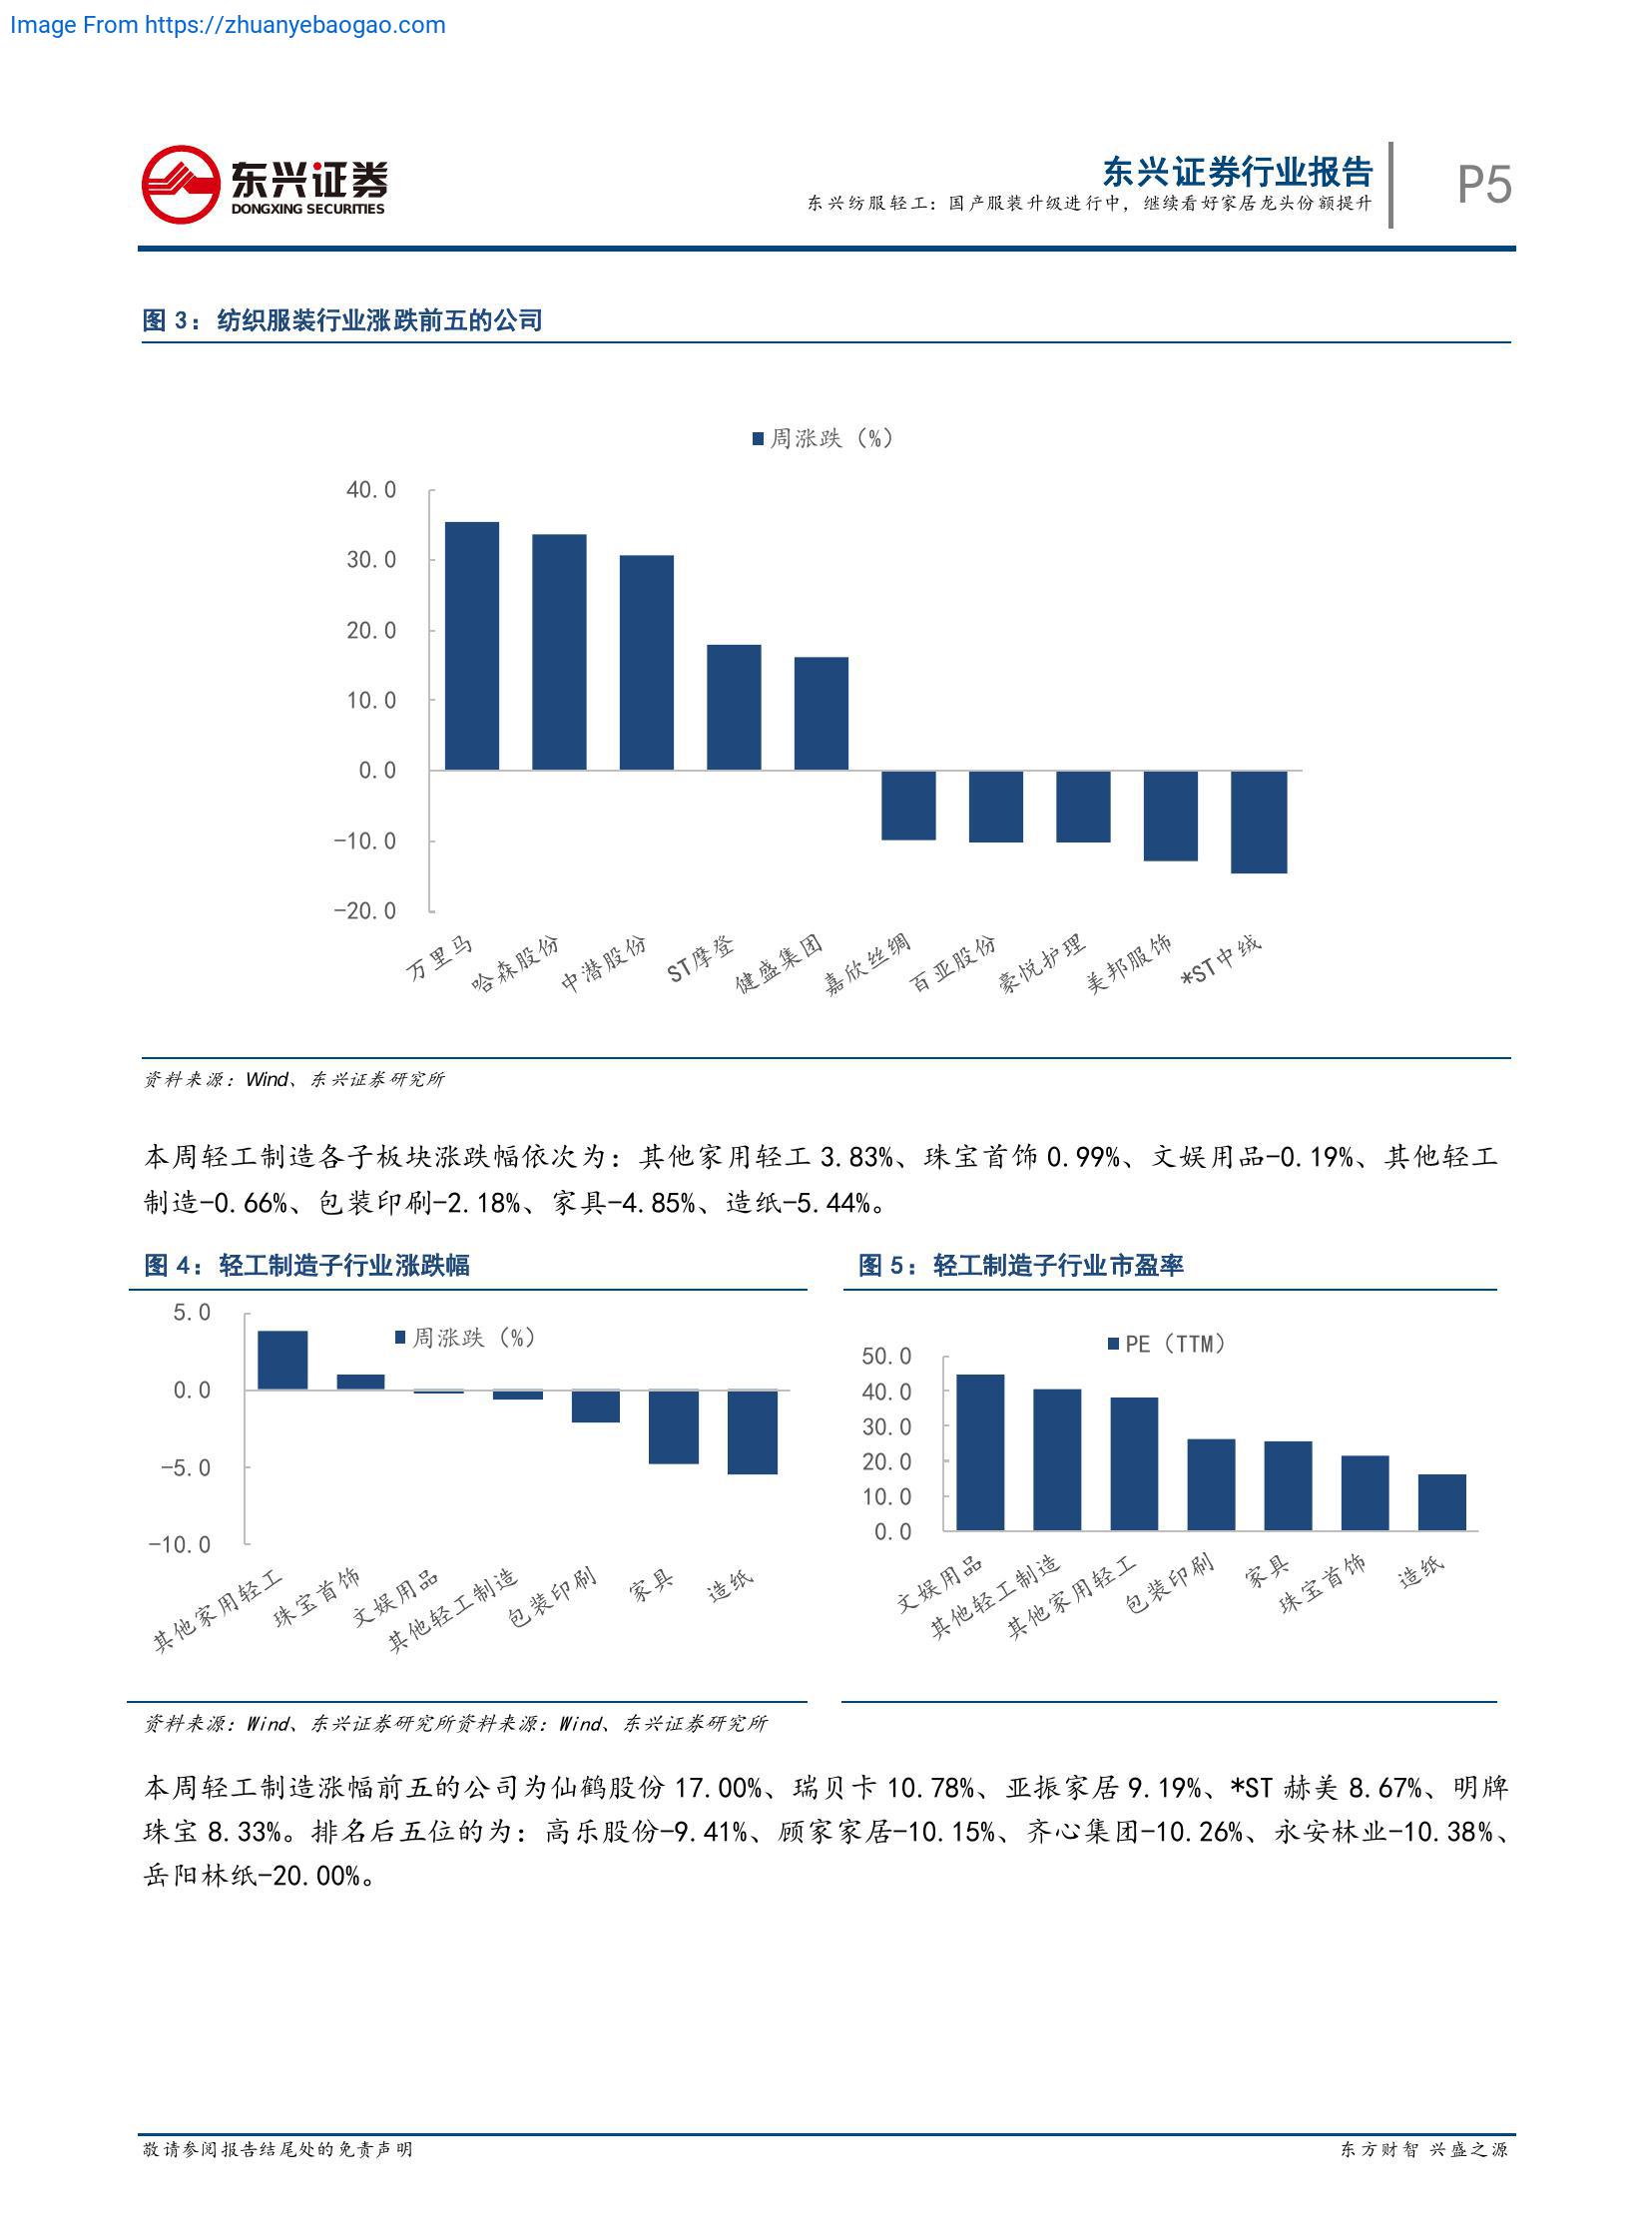 Image From https://zhuanyebaogao.com
东兴证券
DONGXING SECURITIES
东兴证券行业报告
东兴纺服轻工：国产服装升级进行中，继续看好家居龙头份额提升
P5
图 3：纺织服装行业涨跌前五的公司
周涨跌（%）
40.0
30.0
20.0
10.0
0.0
-10.0
-20.0
万里马
哈森股份
中潜股份
ST摩登
健盛集团
嘉欣丝绸
百亚股份
豪悦护理
美邦服饰
*ST中绒
资料来源：Wind、东兴证券研究所
本周轻工制造各子板块涨跌幅依次为：其他家用轻工 3.83%、珠宝首饰 0.99%、文娱用品-0.19%、其他轻工
制造-0.66%、包装印刷-2.18%、家具-4.85%、造纸-5.44%。
图 4：轻工制造子行业涨跌幅
周涨跌（%）
5.0
0.0
-5.0
-10.0
其他家用轻工
珠宝首饰
文娱用品
其他轻工制造
包装印刷
家具
造纸
图 5：轻工制造子行业市盈率
PE（TTM）
50.0
40.0
30.0
20.0
10.0
0.0
文娱用品
其他轻工制造
其他家用轻工
包装印刷
家具
珠宝首饰
造纸
资料来源：Wind、东兴证券研究所资料来源：Wind、东兴证券研究所
本周轻工制造涨幅前五的公司为仙鹤股份 17.00%、瑞贝卡 10.78%、亚振家居 9.19%、*ST 赫美 8.67%、明牌
珠宝 8.33%。排名后五位的为：高乐股份-9.41%、顾家家居-10.15%、齐心集团-10.26%、永安林业-10.38%、
岳阳林纸-20.00%。
敬请参阅报告结尾处的免责声明
东方财智 兴盛之源